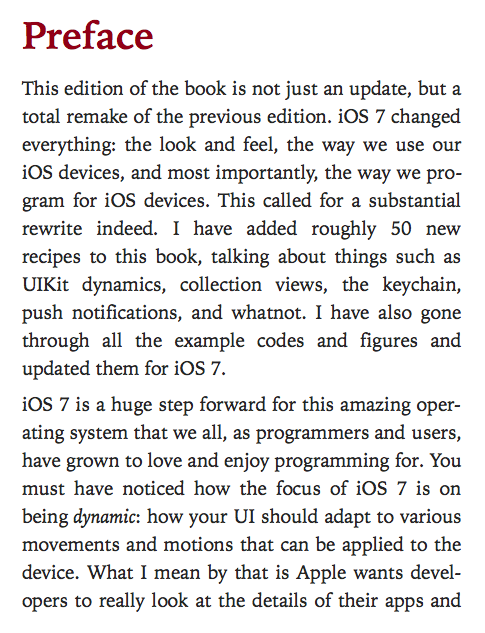 Preface
This edition of the book is not just an update, but a
total remake of the previous edition. iOS 7 changed
everything: the look and feel, the way we use our
iOS devices, and most importantly, the way we pro-
gram for iOS devices. This called for a substantial
rewrite indeed. I have added roughly 50 new
recipes to this book, talking about things such as
UIKit dynamics, collection views, the keychain,
push notifications, and whatnot. I have also gone
through all the example codes and figures and
updated them for iOS 7.
iOS 7 is a huge step forward for this amazing oper-
ating system that we all, as programmers and users,
have grown to love and enjoy programming for. You
must have noticed how the focus of iOS 7 is on
being dynamic: how your UI should adapt to various
movements and motions that can be applied to the
device. What I mean by that is Apple wants devel-
opers to really look at the details of their apps and